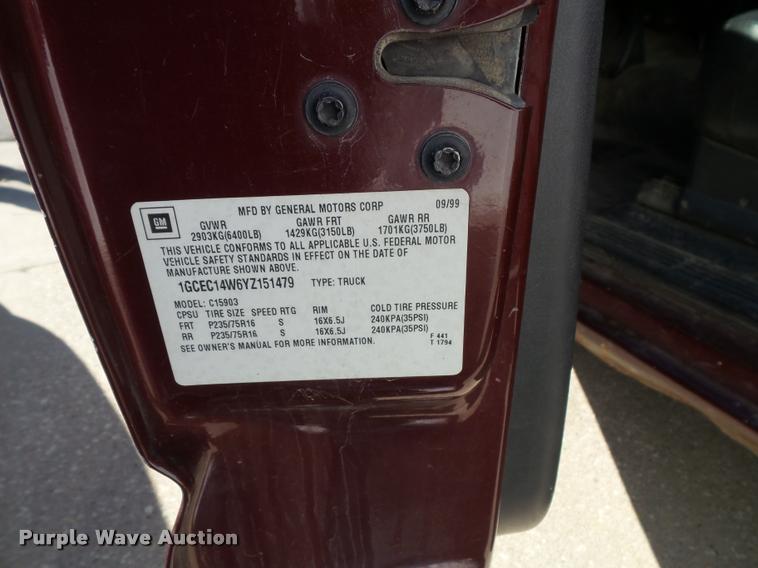 MFD BY GENERAL MOTORS CORP 09/99
GM
GVWR GAWR FRT GAWR RR
2903KG(6400LB) 1429KG(3150LB) 1701KG(3750LB)
THIS VEHICLE CONFORMS TO ALL APPLICABLE U.S. FEDERAL MOTOR
VEHICLE SAFETY STANDARDS IN EFFECT ON THE DATE OF
MANUFACTURE SHOWN ABOVE.
1GCEC14W6YZ151479 TYPE: TRUCK
MODEL: C15903
CPSU TIRE SIZE SPEED RTG RIM COLD TIRE PRESSURE
FRT P235/75R16 S 16X6.5J 240KPA(35PSI)
RR P235/75R16 S 16X6.5J 240KPA(35PSI)
SEE OWNER'S MANUAL FOR MORE INFORMATION.
F 441
T 1794
Purple Wave Auction